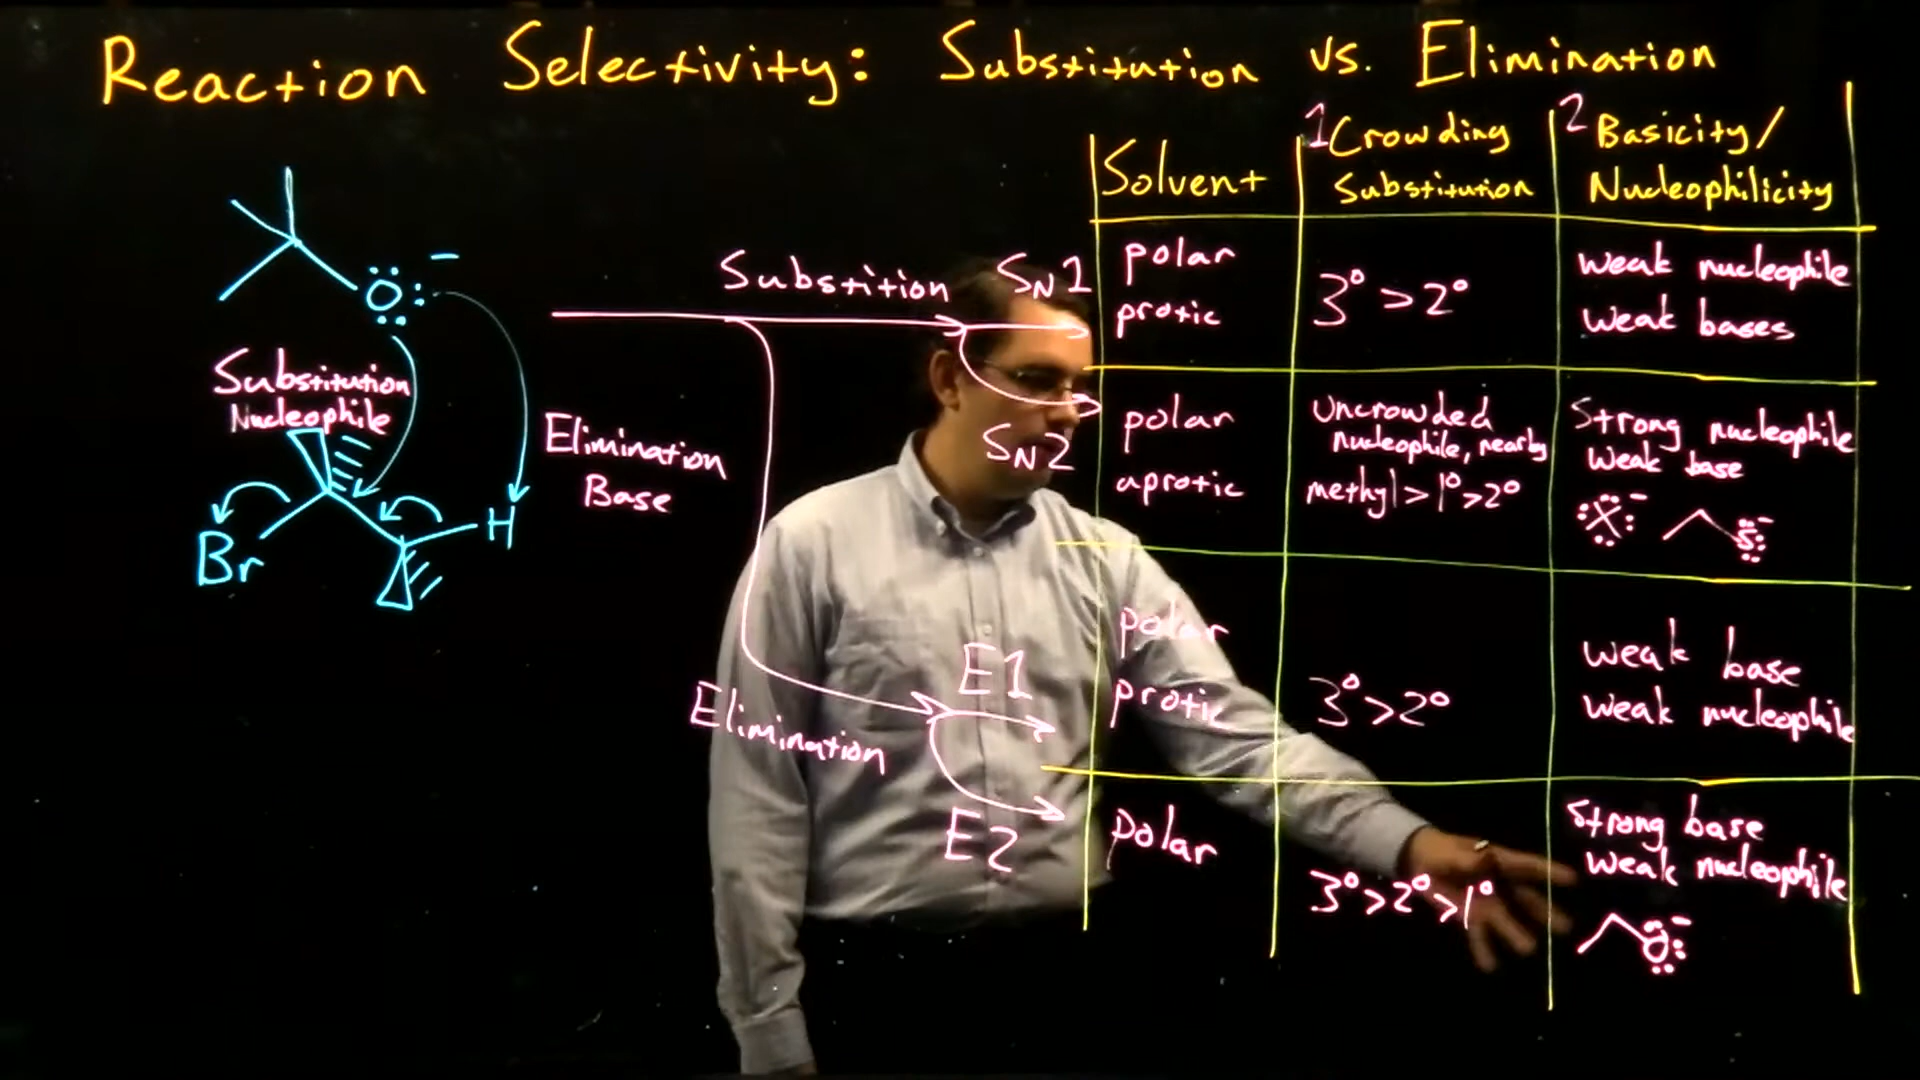 Reaction Selectivity: Substitution vs. Elimination
Solvent
1 Crowding
Substitution
2 Basicity/
Nucleophilicity
O:
−
Substitution
Nucleophile
Br
H
Elimination
Base
Substition
SN1
SN2
Elimination
E1
E2
polar
protic
3° > 2°
weak nucleophile
weak bases
polar
aprotic
Uncrowded
nucleophile, nearby
methyl > 1° > 2°
Strong nucleophile
weak base
:X:−
S:−
polar
protic
3° > 2°
weak base
weak nucleophile
polar
3° > 2° > 1°
Strong base
weak nucleophile
O:−